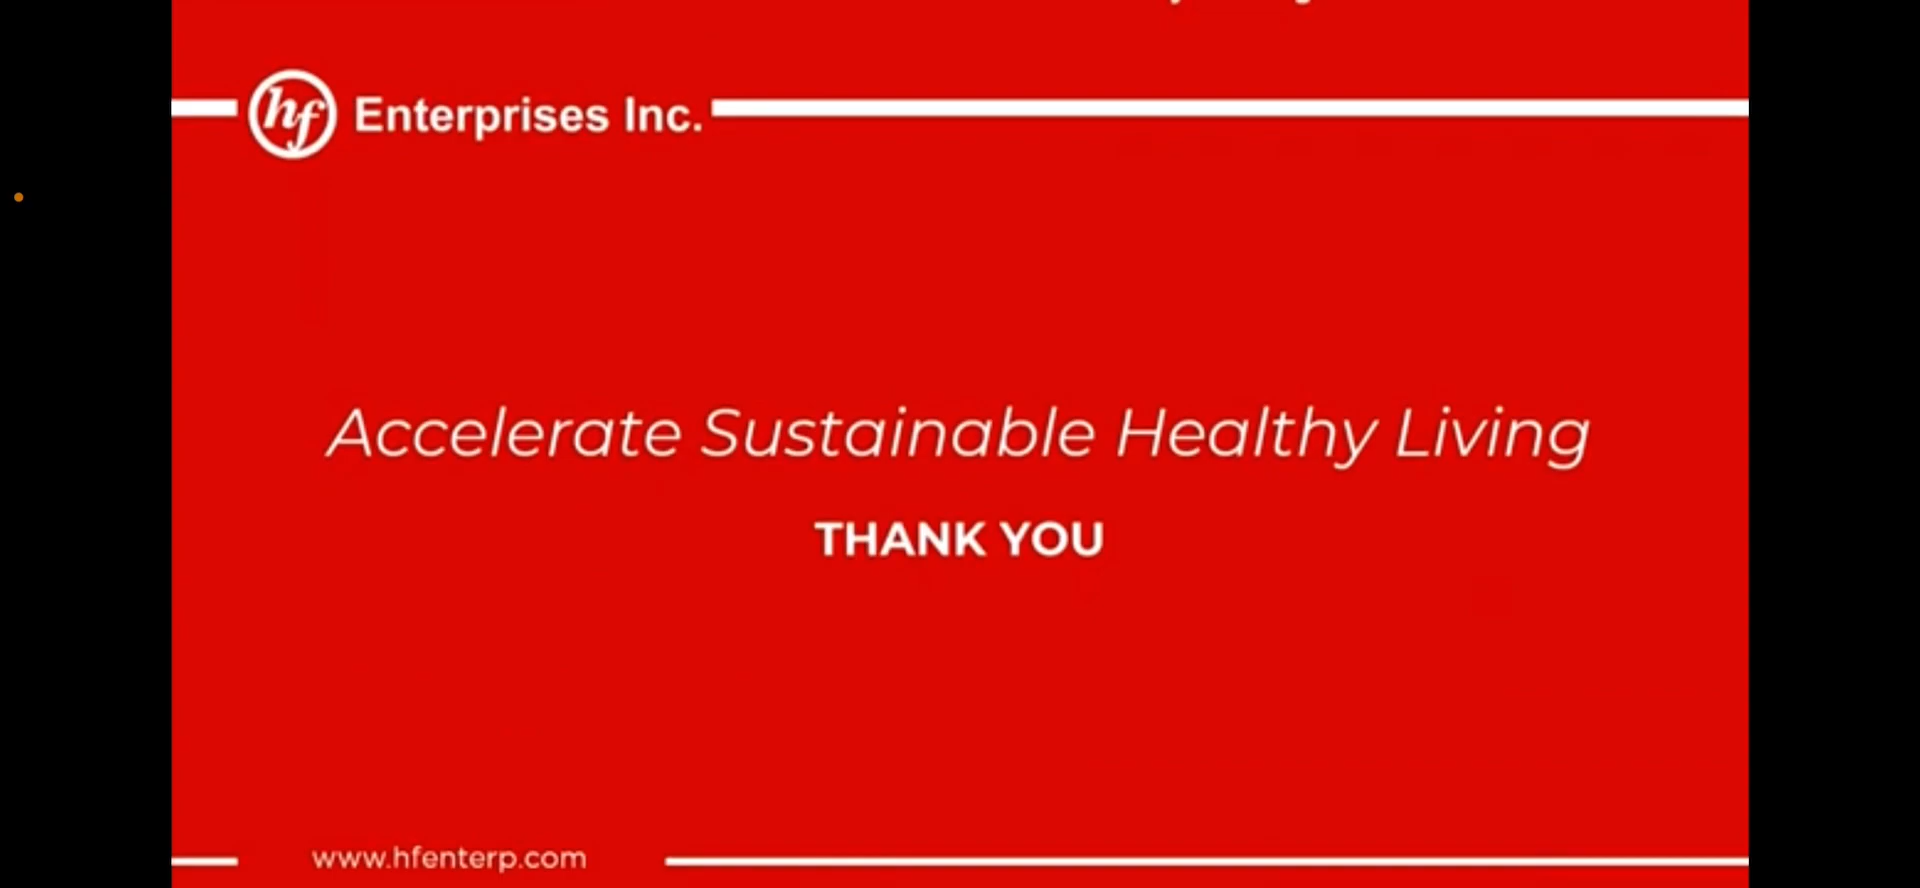 hf Enterprises Inc.
Accelerate Sustainable Healthy Living
THANK YOU
www.hfenterp.com